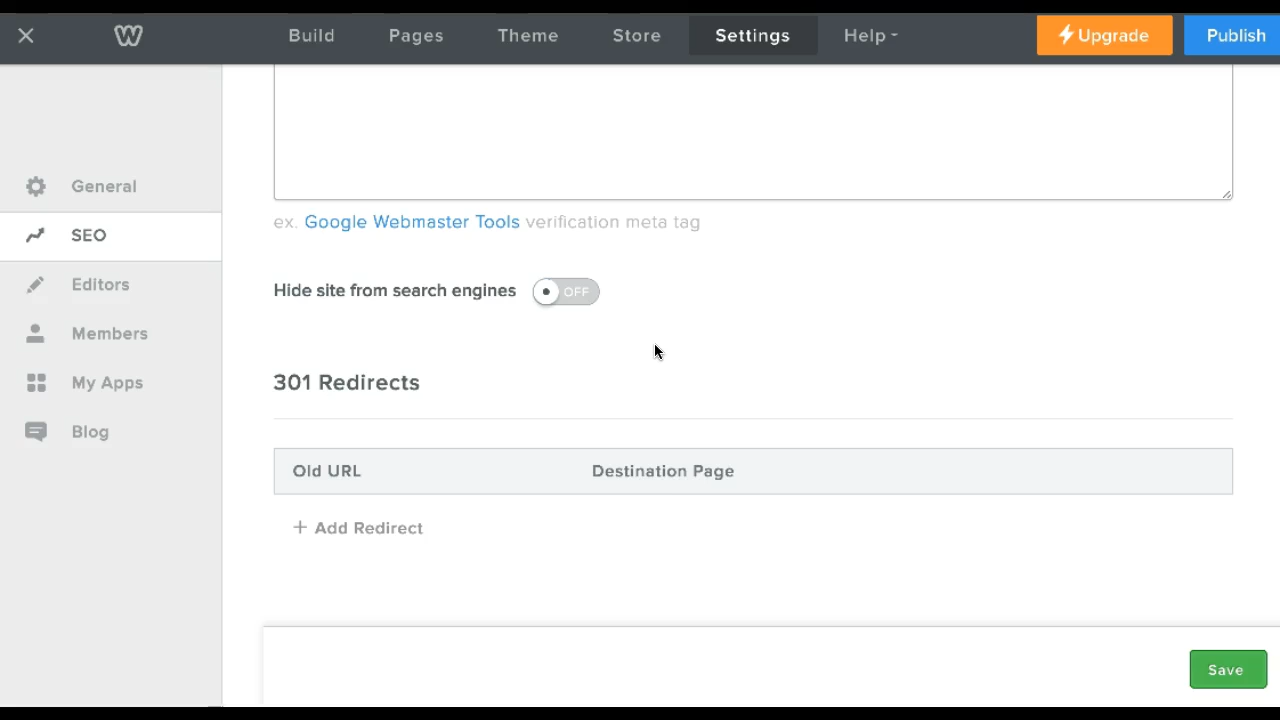 Build Pages Theme Store Settings Help Upgrade Publish
General
SEO
Editors
Members
My Apps
Blog
ex. Google Webmaster Tools verification meta tag
Hide site from search engines OFF
301 Redirects
Old URL Destination Page
+ Add Redirect
Save